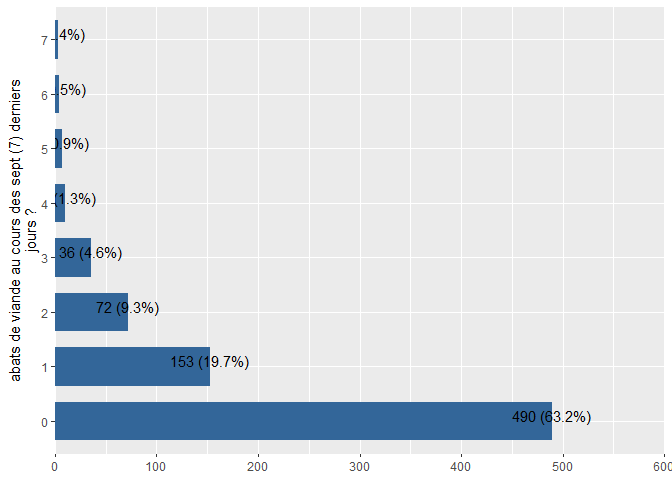 abats de viande au cours des sept (7) derniers
jours ?
7 4%)
6 5%)
5 .9%)
4 (1.3%)
3 36 (4.6%)
2 72 (9.3%)
1 153 (19.7%)
0 490 (63.2%)
0 100 200 300 400 500 600